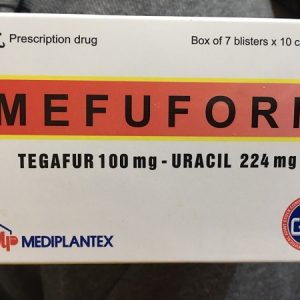 Prescription drug
Box of 7 blisters x 10 c
MEFUFOR
TEGAFUR 100 mg - URACIL 224 mg
MEDIPLANTEX